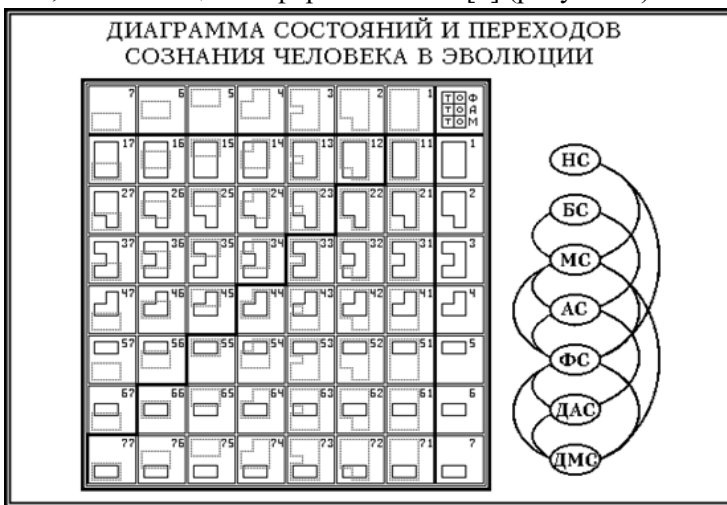 ДИАГРАММА СОСТОЯНИЙ И ПЕРЕХОДОВ
СОЗНАНИЯ ЧЕЛОВЕКА В ЭВОЛЮЦИИ
7 6 5 4 3 2 1
Т О Ф
Т О А
Т О М
17 16 15 14 13 12 11 1
27 26 25 24 23 22 21 2
37 36 35 34 33 32 31 3
47 46 45 44 43 42 41 4
57 56 55 54 53 52 51 5
67 66 65 64 63 62 61 6
77 76 75 74 73 72 71 7
НС
БС
МС
АС
ФС
ДАС
ДМС